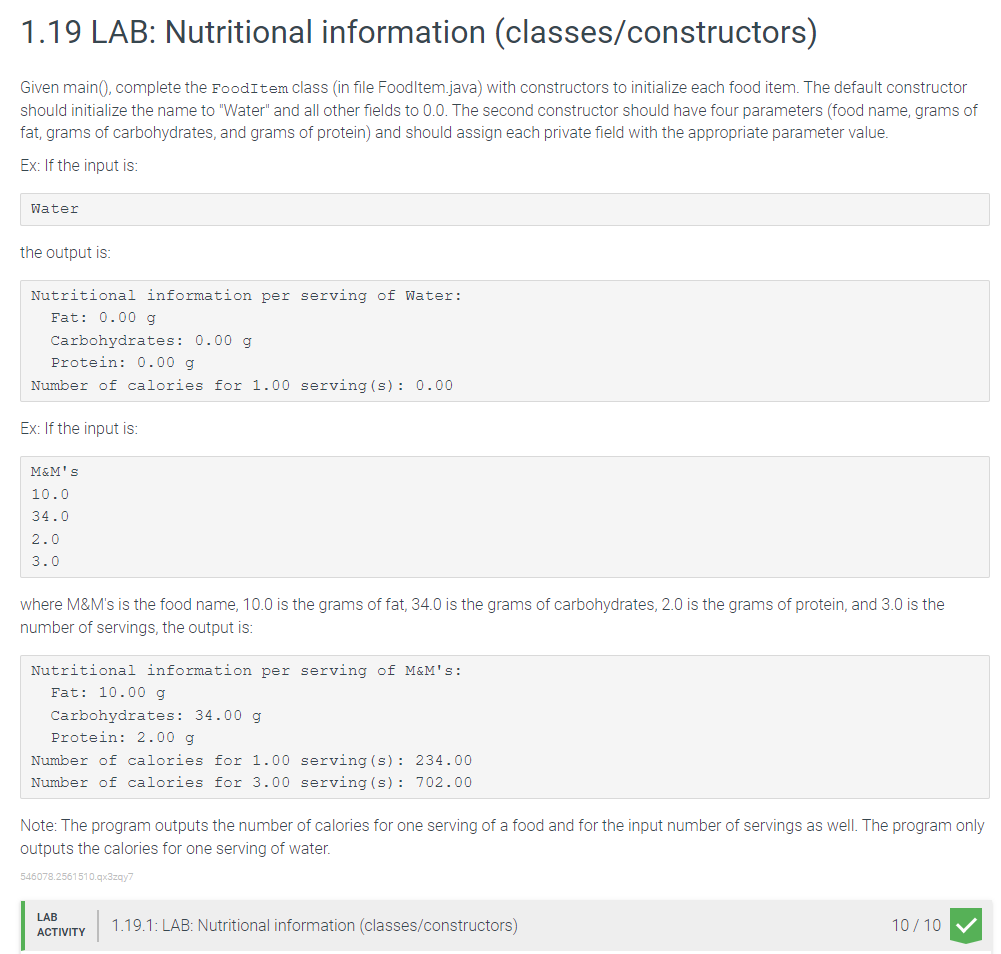 1.19 LAB: Nutritional information (classes/constructors)
Given main(), complete the FoodItem class (in file FoodItem.java) with constructors to initialize each food item. The default constructor
should initialize the name to "Water" and all other fields to 0.0. The second constructor should have four parameters (food name, grams of
fat, grams of carbohydrates, and grams of protein) and should assign each private field with the appropriate parameter value.
Ex: If the input is:
Water
the output is:
Nutritional information per serving of Water:
  Fat: 0.00 g
  Carbohydrates: 0.00 g
  Protein: 0.00 g
Number of calories for 1.00 serving(s): 0.00
Ex: If the input is:
M&M's
10.0
34.0
2.0
3.0
where M&M's is the food name, 10.0 is the grams of fat, 34.0 is the grams of carbohydrates, 2.0 is the grams of protein, and 3.0 is the
number of servings, the output is:
Nutritional information per serving of M&M's:
  Fat: 10.00 g
  Carbohydrates: 34.00 g
  Protein: 2.00 g
Number of calories for 1.00 serving(s): 234.00
Number of calories for 3.00 serving(s): 702.00
Note: The program outputs the number of calories for one serving of a food and for the input number of servings as well. The program only
outputs the calories for one serving of water.
546078.2561510.qx3zqy7
LAB
ACTIVITY
1.19.1: LAB: Nutritional information (classes/constructors)
10 / 10